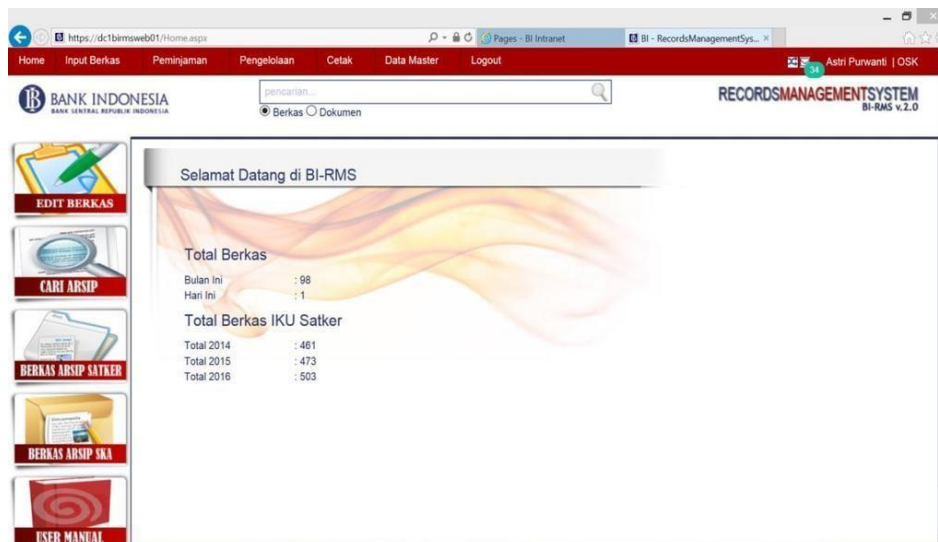 https://dc1birmsweb01/Home.aspx
Pages - BI Intranet
BI - RecordsManagementSys...
Home Input Berkas Peminjaman Pengelolaan Cetak Data Master Logout
34
Astri Purwanti | OSK
BANK INDONESIA
BANK SENTRAL REPUBLIK INDONESIA
pencarian...
Berkas Dokumen
RECORDSMANAGEMENTSYSTEM
BI-RMS v.2.0
EDIT BERKAS
CARI ARSIP
BERKAS ARSIP SATKER
BERKAS ARSIP SKA
USER MANUAL
Selamat Datang di BI-RMS
Total Berkas
Bulan Ini : 98
Hari Ini : 1
Total Berkas IKU Satker
Total 2014 : 461
Total 2015 : 473
Total 2016 : 503